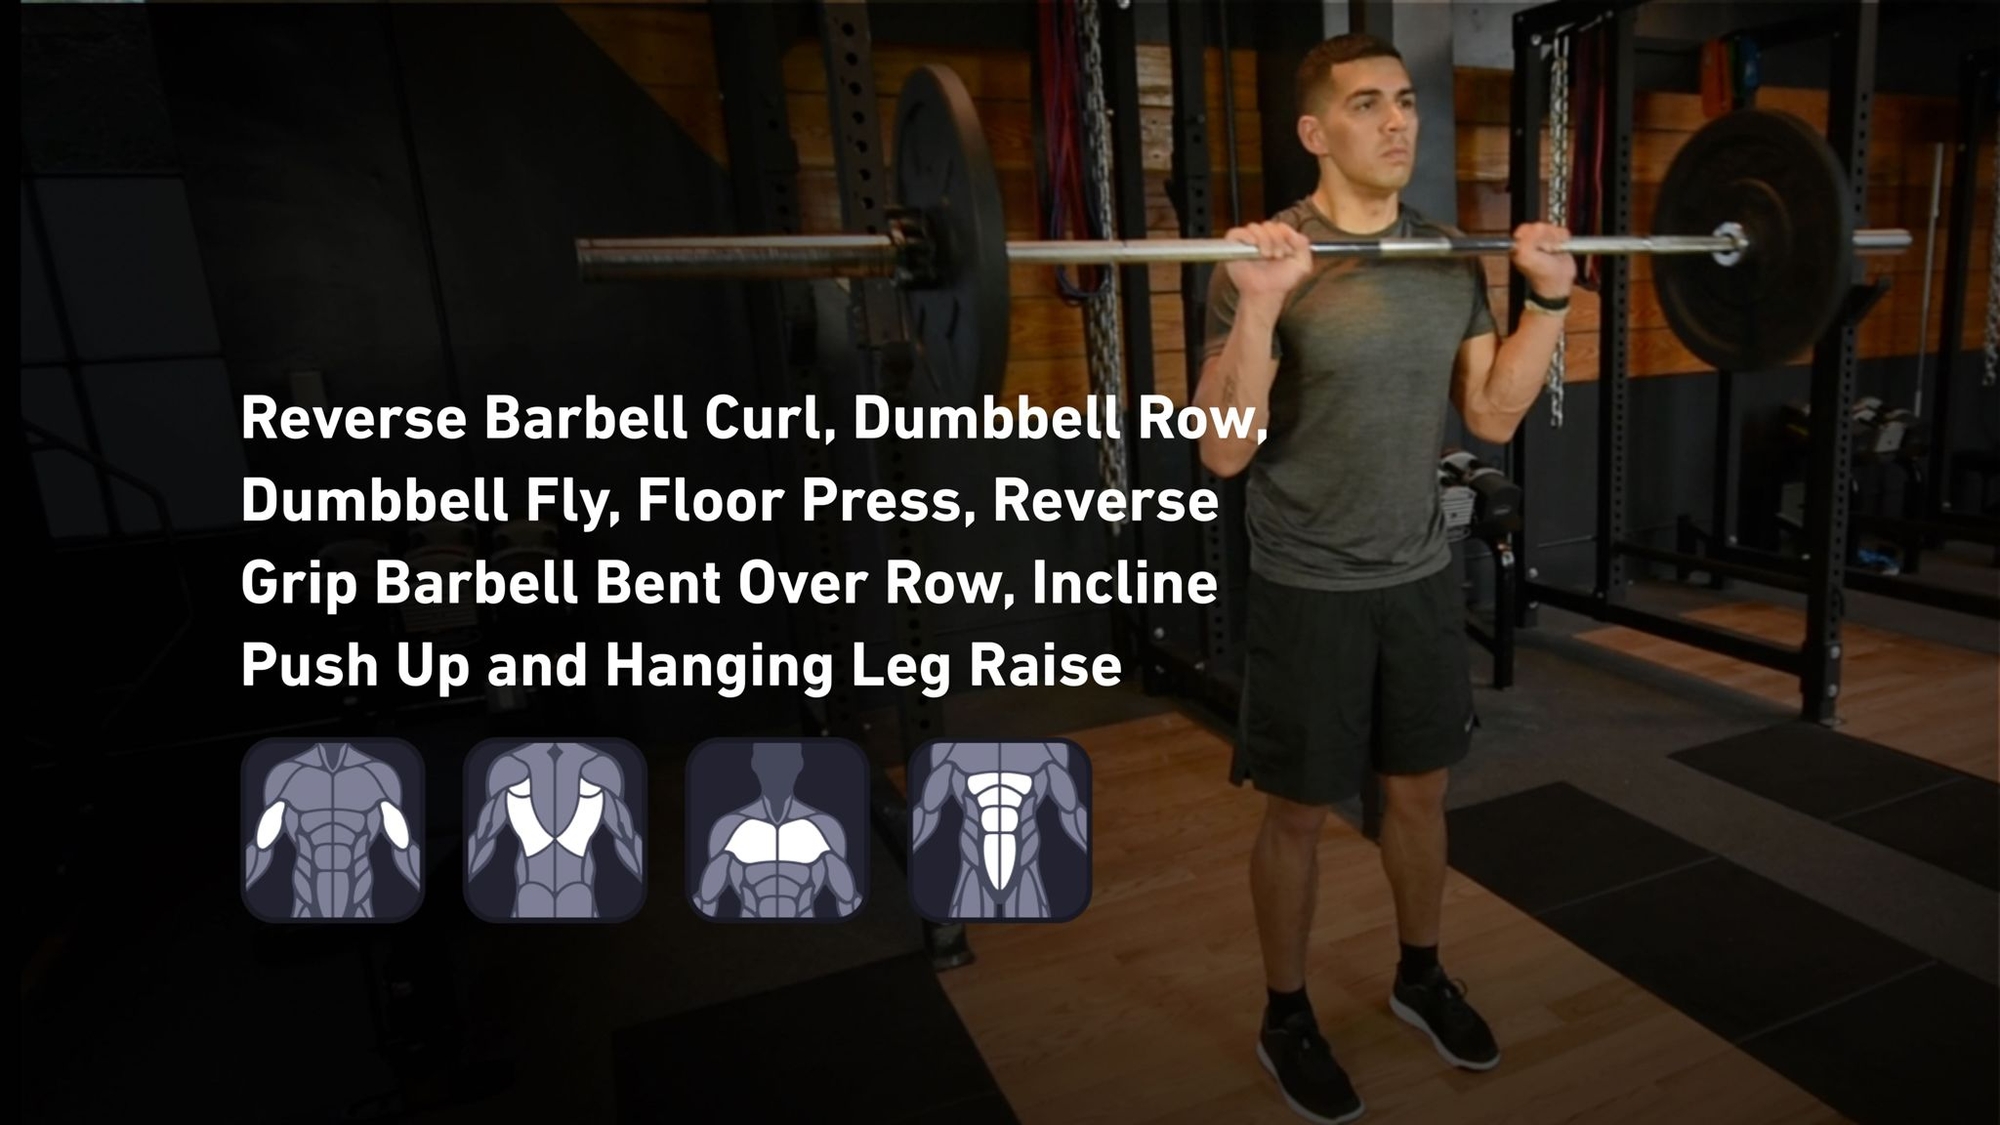 Reverse Barbell Curl, Dumbbell Row,
Dumbbell Fly, Floor Press, Reverse
Grip Barbell Bent Over Row, Incline
Push Up and Hanging Leg Raise